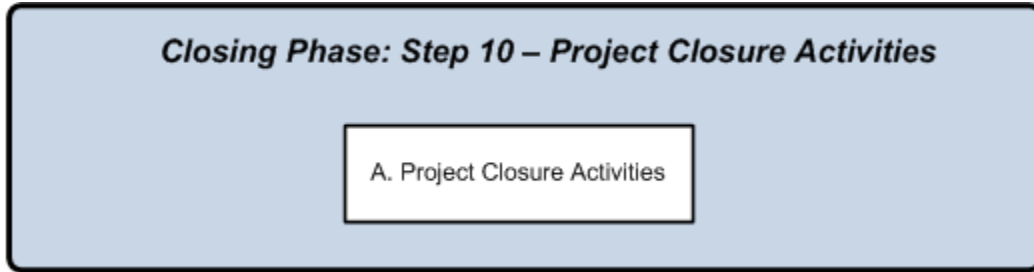 Closing Phase: Step 10 – Project Closure Activities
A. Project Closure Activities